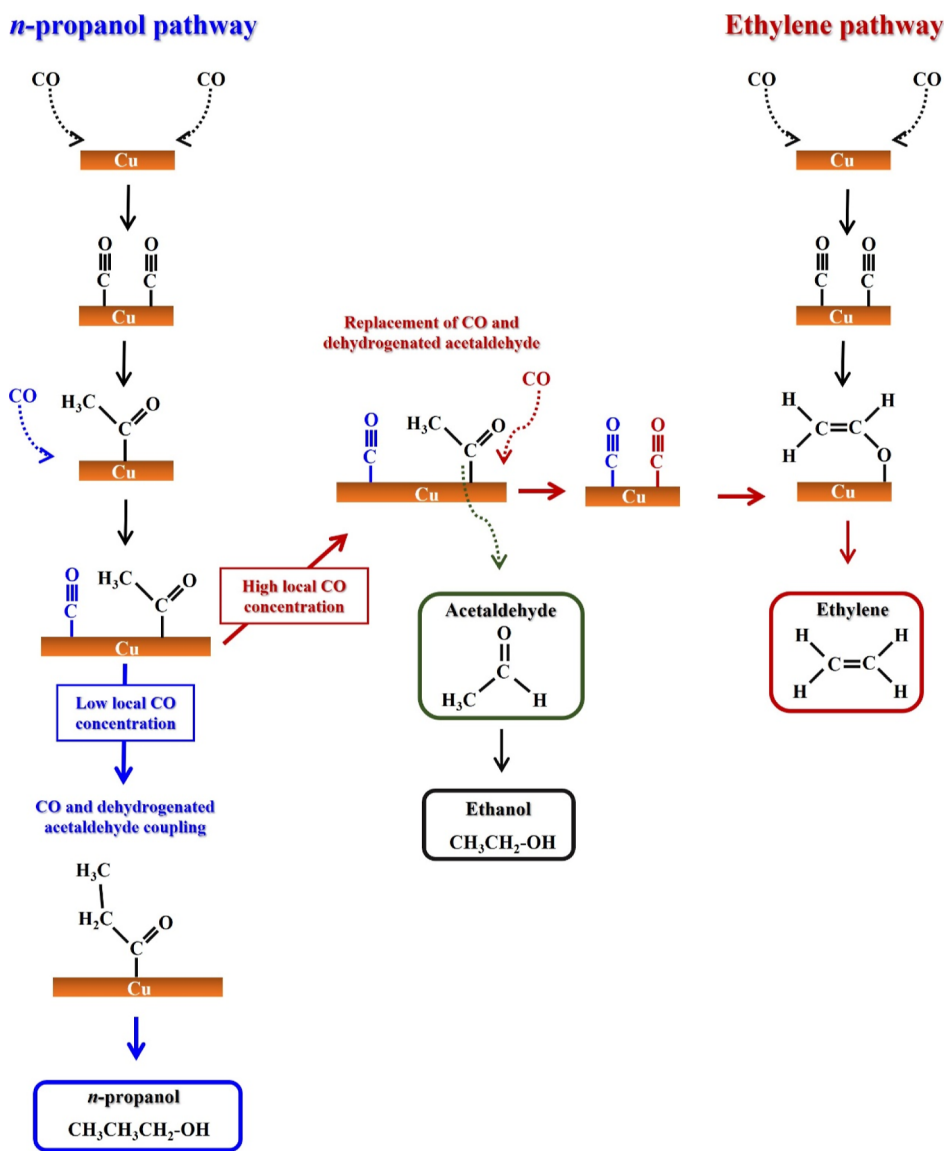 n-propanol pathway
CO
CO
Cu
O
O
C
C
Cu
CO
H₃C
O
C
Cu
O
C
H₃C
O
C
Cu
Low local CO
concentration
CO and dehydrogenated
acetaldehyde coupling
H₃C
H₂C
O
C
Cu
n-propanol
CH₃CH₃CH₂-OH
High local CO
concentration
Replacement of CO and
dehydrogenated acetaldehyde
CO
O
C
H₃C
O
C
Cu
O
O
C
C
Cu
Acetaldehyde
O
C
H₃C
H
Ethanol
CH₃CH₂-OH
Ethylene pathway
CO
CO
Cu
O
O
C
C
Cu
H
H
C=C
H
O
Cu
Ethylene
H
H
C=C
H
H